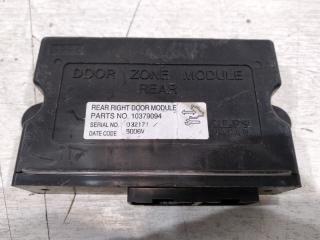 DOOR ZONE MODULE
REAR
REAR RIGHT DOOR MODULE
PARTS NO. 10379094
SERIAL NO. 032171
DATE CODE 5006V